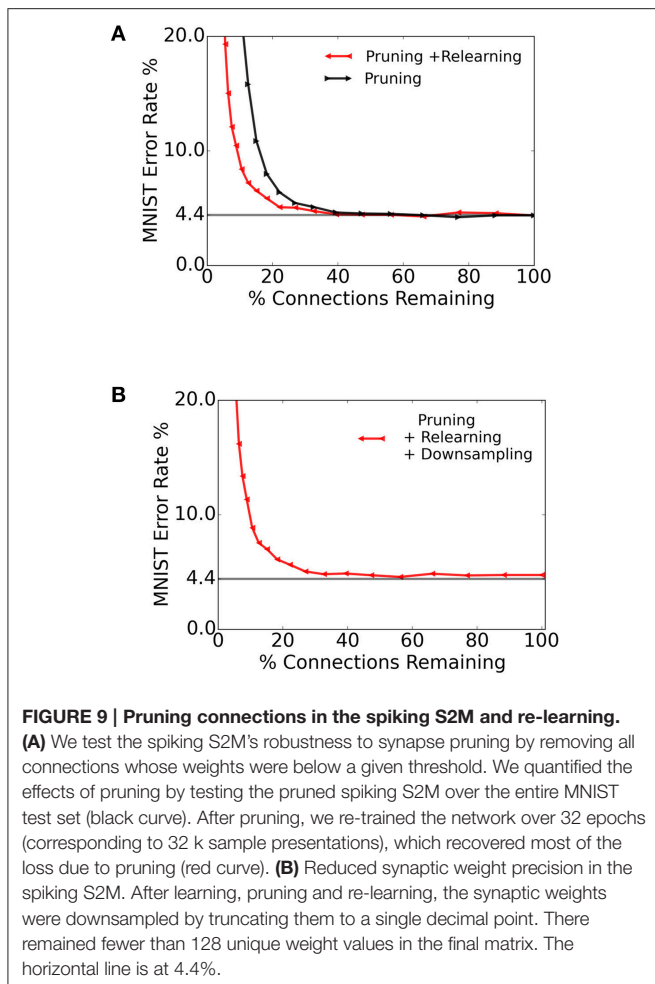 A
20.0
10.0
4.4
0.0
MNIST Error Rate %
Pruning +Relearning
Pruning
0 20 40 60 80 100
% Connections Remaining
B
20.0
10.0
4.4
0.0
MNIST Error Rate %
Pruning
+ Relearning
+ Downsampling
0 20 40 60 80 100
% Connections Remaining
FIGURE 9 | Pruning connections in the spiking S2M and re-learning.
(A) We test the spiking S2M's robustness to synapse pruning by removing all
connections whose weights were below a given threshold. We quantified the
effects of pruning by testing the pruned spiking S2M over the entire MNIST
test set (black curve). After pruning, we re-trained the network over 32 epochs
(corresponding to 32 k sample presentations), which recovered most of the
loss due to pruning (red curve). (B) Reduced synaptic weight precision in the
spiking S2M. After learning, pruning and re-learning, the synaptic weights
were downsampled by truncating them to a single decimal point. There
remained fewer than 128 unique weight values in the final matrix. The
horizontal line is at 4.4%.